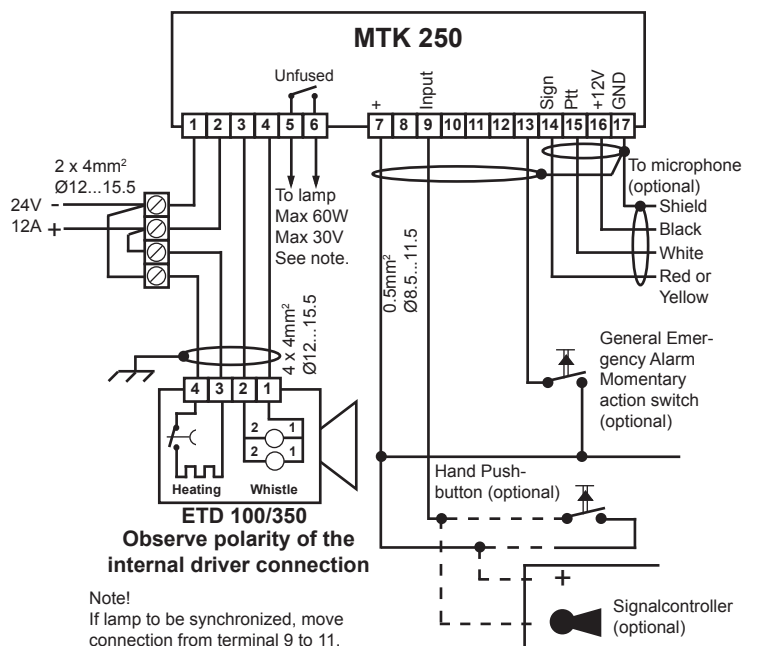 MTK 250
Unfused
+
Input
Sign
Ptt
+12V
GND
1 2 3 4 5 6 7 8 9 10 11 12 13 14 15 16 17
2 x 4mm²
Ø12...15.5
24V -
12A +
To lamp
Max 60W
Max 30V
See note.
To microphone
(optional)
Shield
Black
White
Red or
Yellow
0.5mm²
Ø8.5...11.5
4 x 4mm²
Ø12...15.5
General Emer-
gency Alarm
Momentary
action switch
(optional)
4 3 2 1
2 1
2 1
Heating Whistle
ETD 100/350
Observe polarity of the
internal driver connection
Hand Push-
button (optional)
+
Signalcontroller
(optional)
Note!
If lamp to be synchronized, move
connection from terminal 9 to 11.